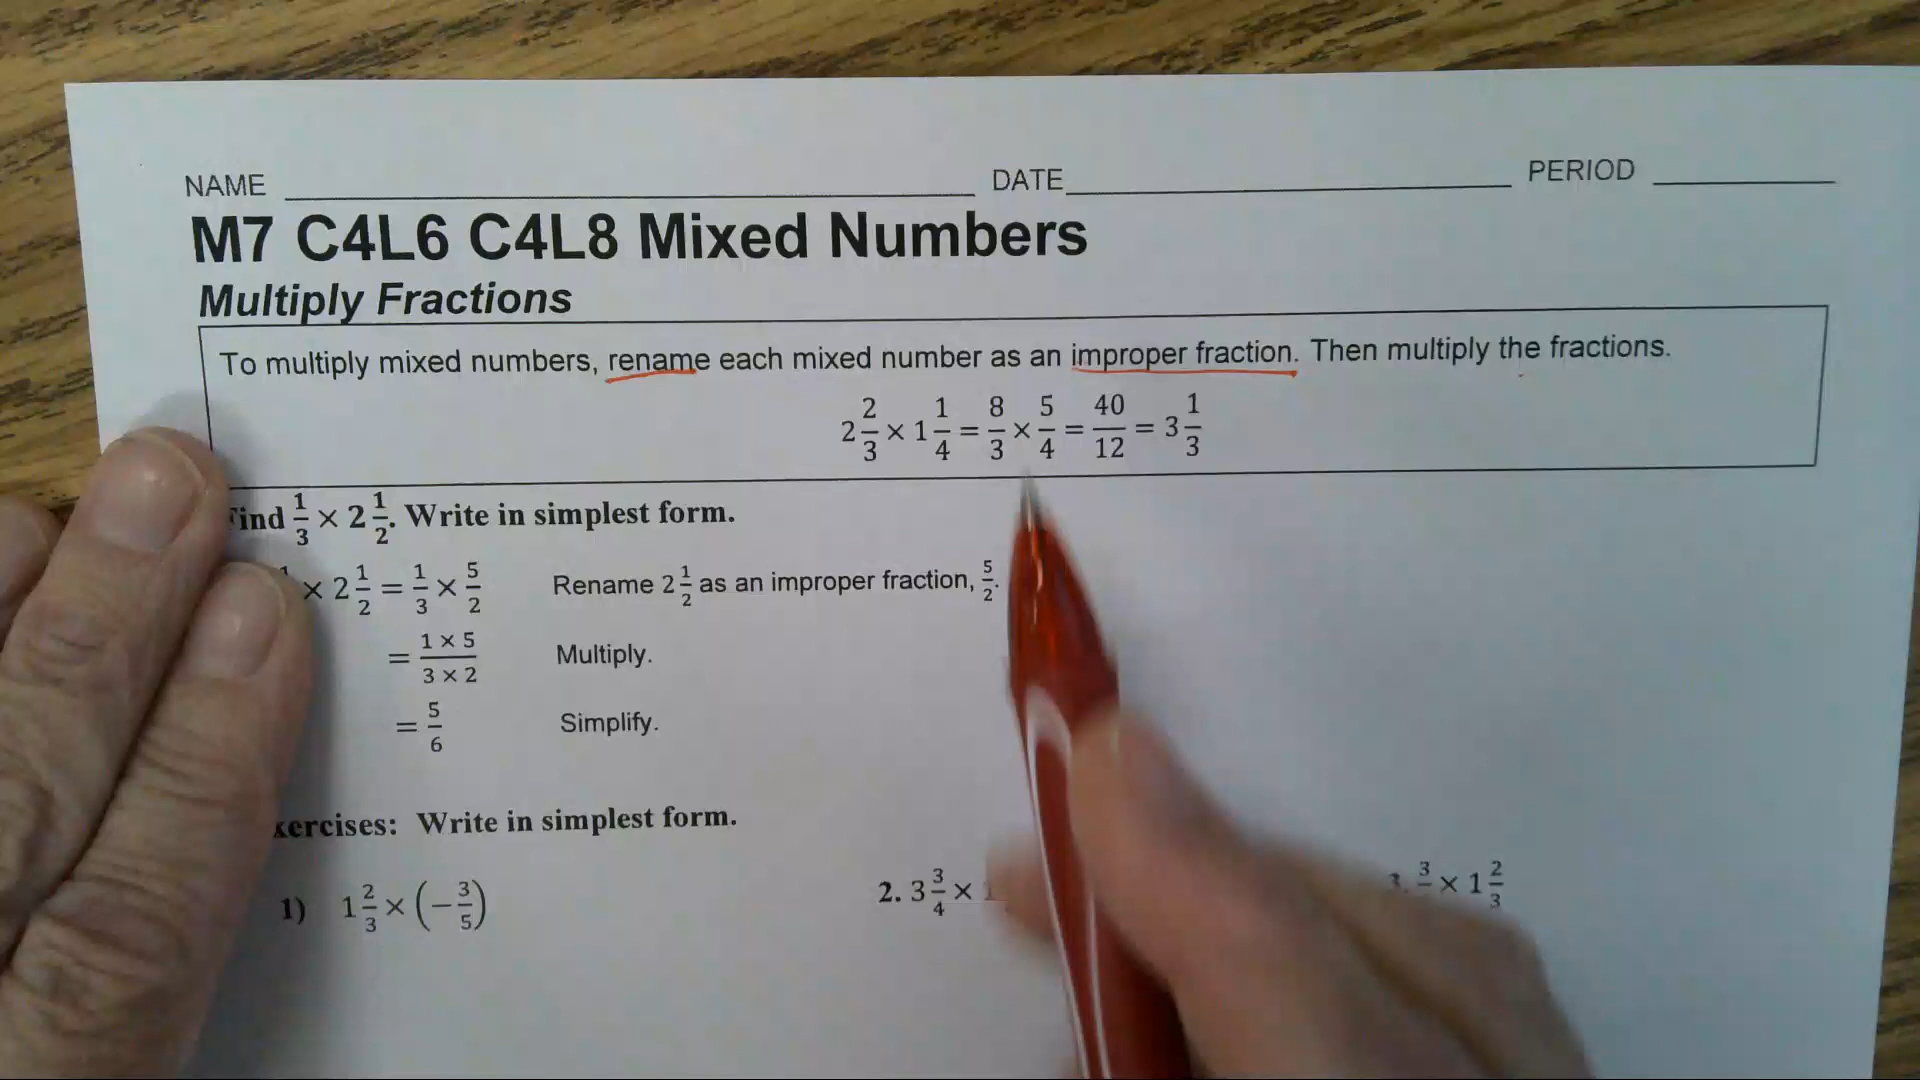 NAME DATE PERIOD
M7 C4L6 C4L8 Mixed Numbers
Multiply Fractions
To multiply mixed numbers, rename each mixed number as an improper fraction. Then multiply the fractions.
2 2/3 × 1 1/4 = 8/3 × 5/4 = 40/12 = 3 1/3
Find 1/3 × 2 1/2. Write in simplest form.
× 2 1/2 = 1/3 × 5/2 Rename 2 1/2 as an improper fraction, 5/2.
= 1 × 5/3 × 2 Multiply.
= 5/6 Simplify.
xercises: Write in simplest form.
1) 1 2/3 × (−3/5) 2. 3 3/4 × × 1 2/3